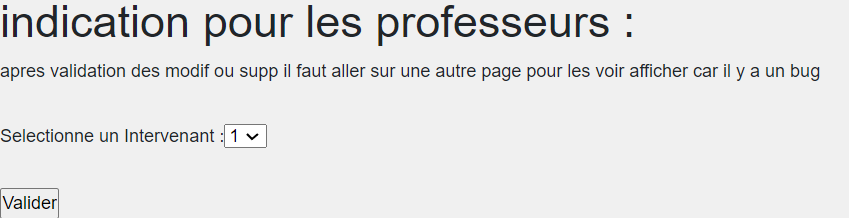 indication pour les professeurs :
apres validation des modif ou supp il faut aller sur une autre page pour les voir afficher car il y a un bug
Selectionne un Intervenant : 1
Valider